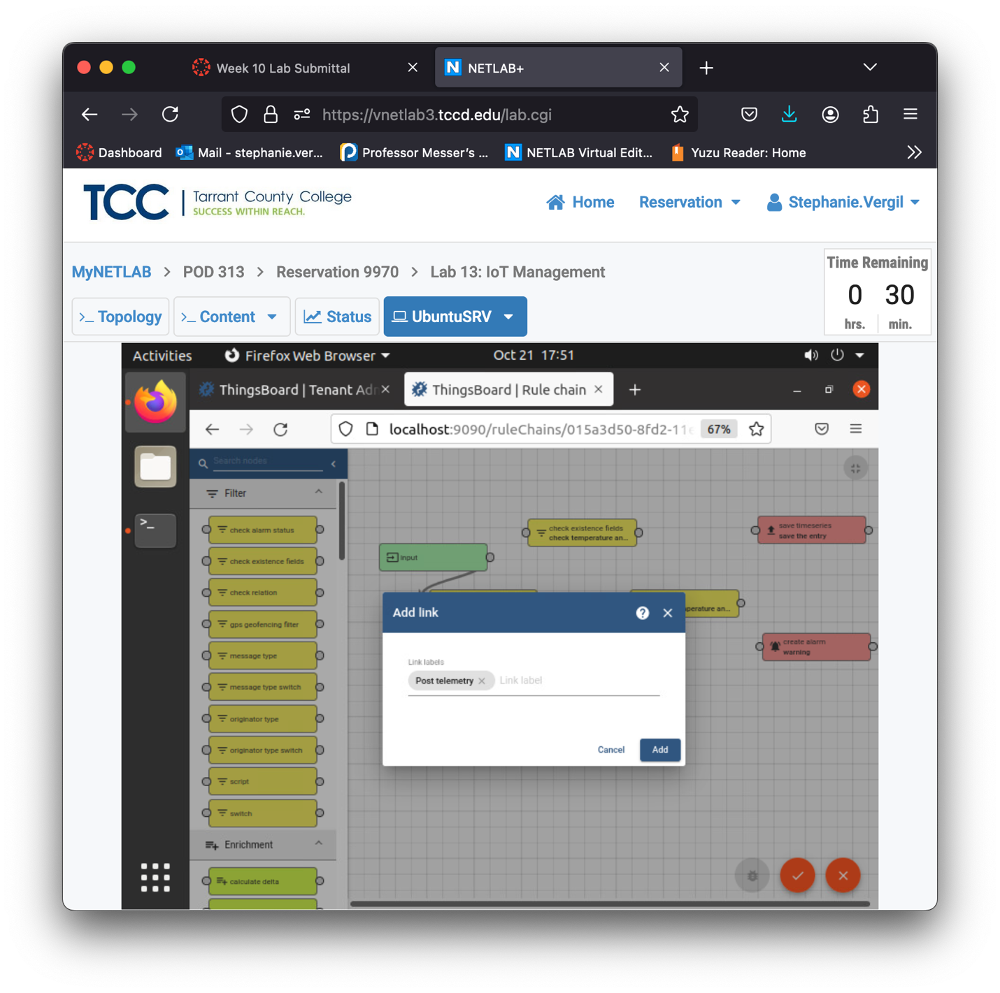 Week 10 Lab Submittal
NETLAB+
https://vnetlab3.tccd.edu/lab.cgi
Dashboard
Mail - stephanie.ver...
Professor Messer's ...
NETLAB Virtual Edit...
Yuzu Reader: Home
TCC
Tarrant County College
SUCCESS WITHIN REACH.
Home
Reservation
Stephanie.Vergil
MyNETLAB > POD 313 > Reservation 9970 > Lab 13: IoT Management
Time Remaining
0 30
hrs. min.
>_ Topology
>_ Content
Status
UbuntuSRV
Activities
Firefox Web Browser
Oct 21 17:51
ThingsBoard | Tenant Adm
ThingsBoard | Rule chain
localhost:9090/ruleChains/015a3d50-8fd2-11e
67%
Search nodes
Filter
check alarm status
check existence fields
check relation
gps geofencing filter
message type
message type switch
originator type
originator type switch
script
switch
Enrichment
calculate delta
check existence fields
check temperature an...
save timeseries
save the entry
Input
perature an...
create alarm
warning
Add link
Link labels
Post telemetry
Link label
Cancel
Add